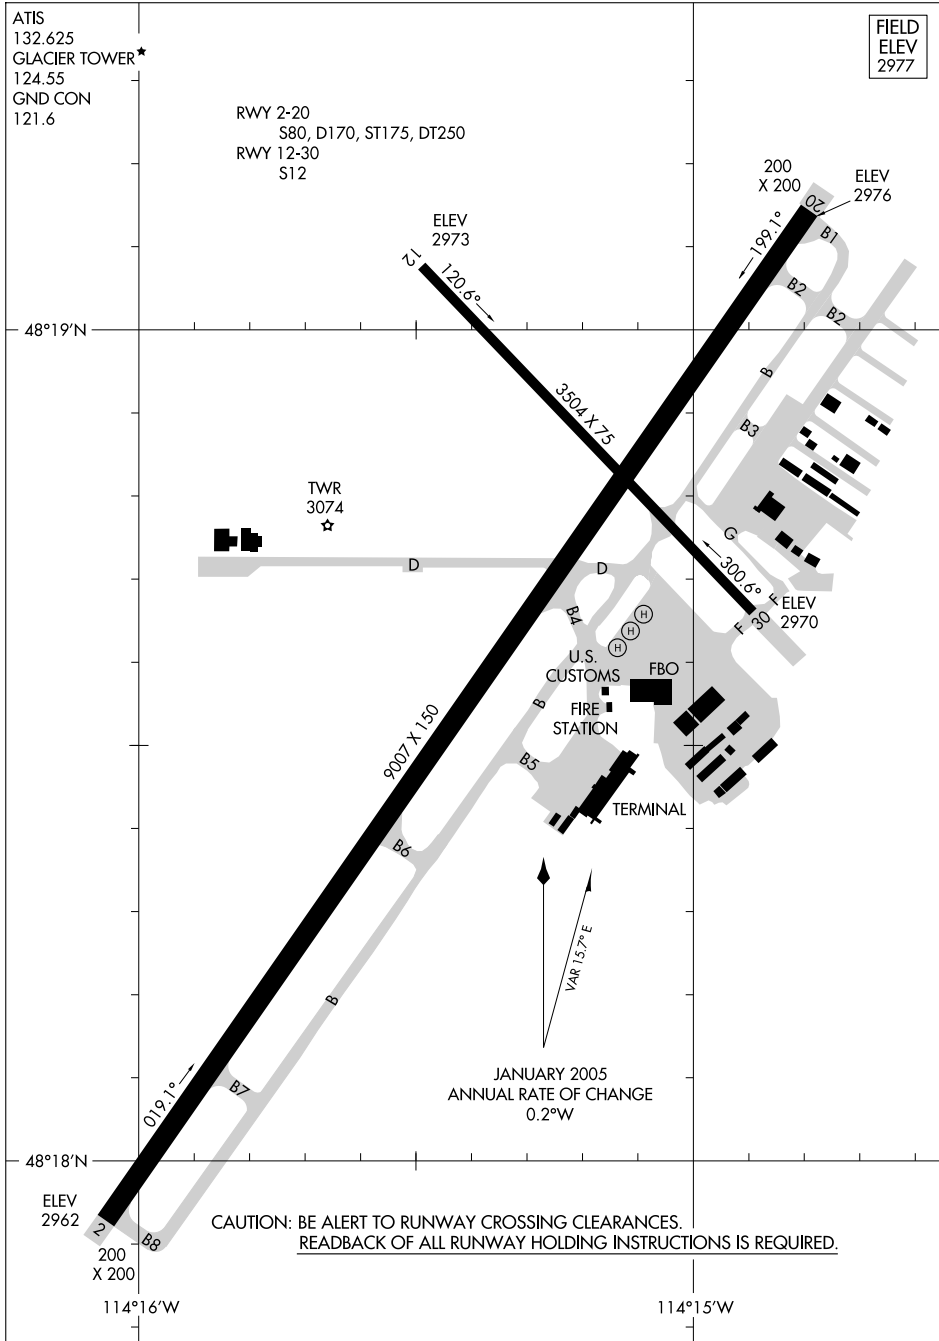 ATIS
132.625
GLACIER TOWER
124.55
GND CON
121.6
FIELD
ELEV
2977
RWY 2-20
S80, D170, ST175, DT250
RWY 12-30
S12
200
X 200
ELEV
2976
20
199.1°
B1
B2
B2
ELEV
2973
12
120.6°
48°19'N
3504 X 75
B
B3
TWR
3074
G
D
D
300.6°
F
ELEV
2970
30
F
B4
H
H
H
U.S.
CUSTOMS
FBO
FIRE
STATION
B
9007 X 150
B5
TERMINAL
B6
VAR 15.7° E
B
JANUARY 2005
ANNUAL RATE OF CHANGE
0.2°W
019.1°
B7
48°18'N
ELEV
2962
2
B8
200
X 200
CAUTION: BE ALERT TO RUNWAY CROSSING CLEARANCES.
READBACK OF ALL RUNWAY HOLDING INSTRUCTIONS IS REQUIRED.
114°16'W
114°15'W